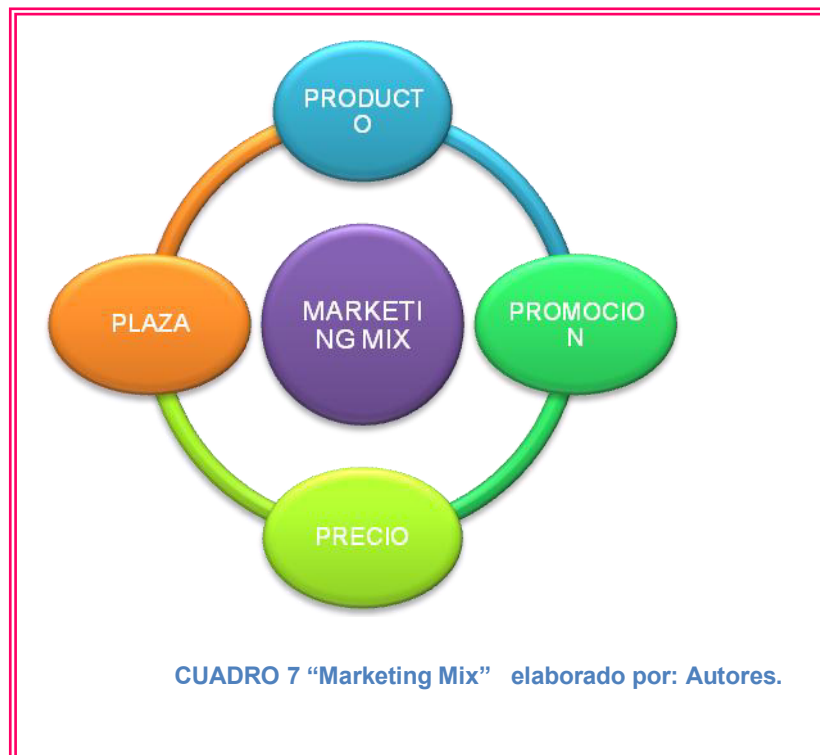 PRODUCT
O
PLAZA
MARKETI
NG MIX
PROMOCIO
N
PRECIO
CUADRO 7 “Marketing Mix” elaborado por: Autores.